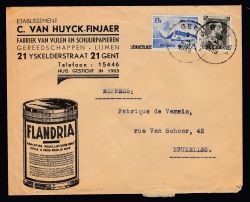 ETABLISSEMENT
C. VAN HUYCK-FINJAER
FABRIEK VAN VIJLEN EN SCHUURPAPIEREN
GEREEDSCHAPPEN - LIJMEN
21 YSKELDERSTRAAT 21 GENT
Telefoon : 15446
HUIS GESTICHT IN 1903
EXPRESS;
FLANDRIA
Fabrique de Vernis,
rue Van Schoor, 42
BRUXELLES.